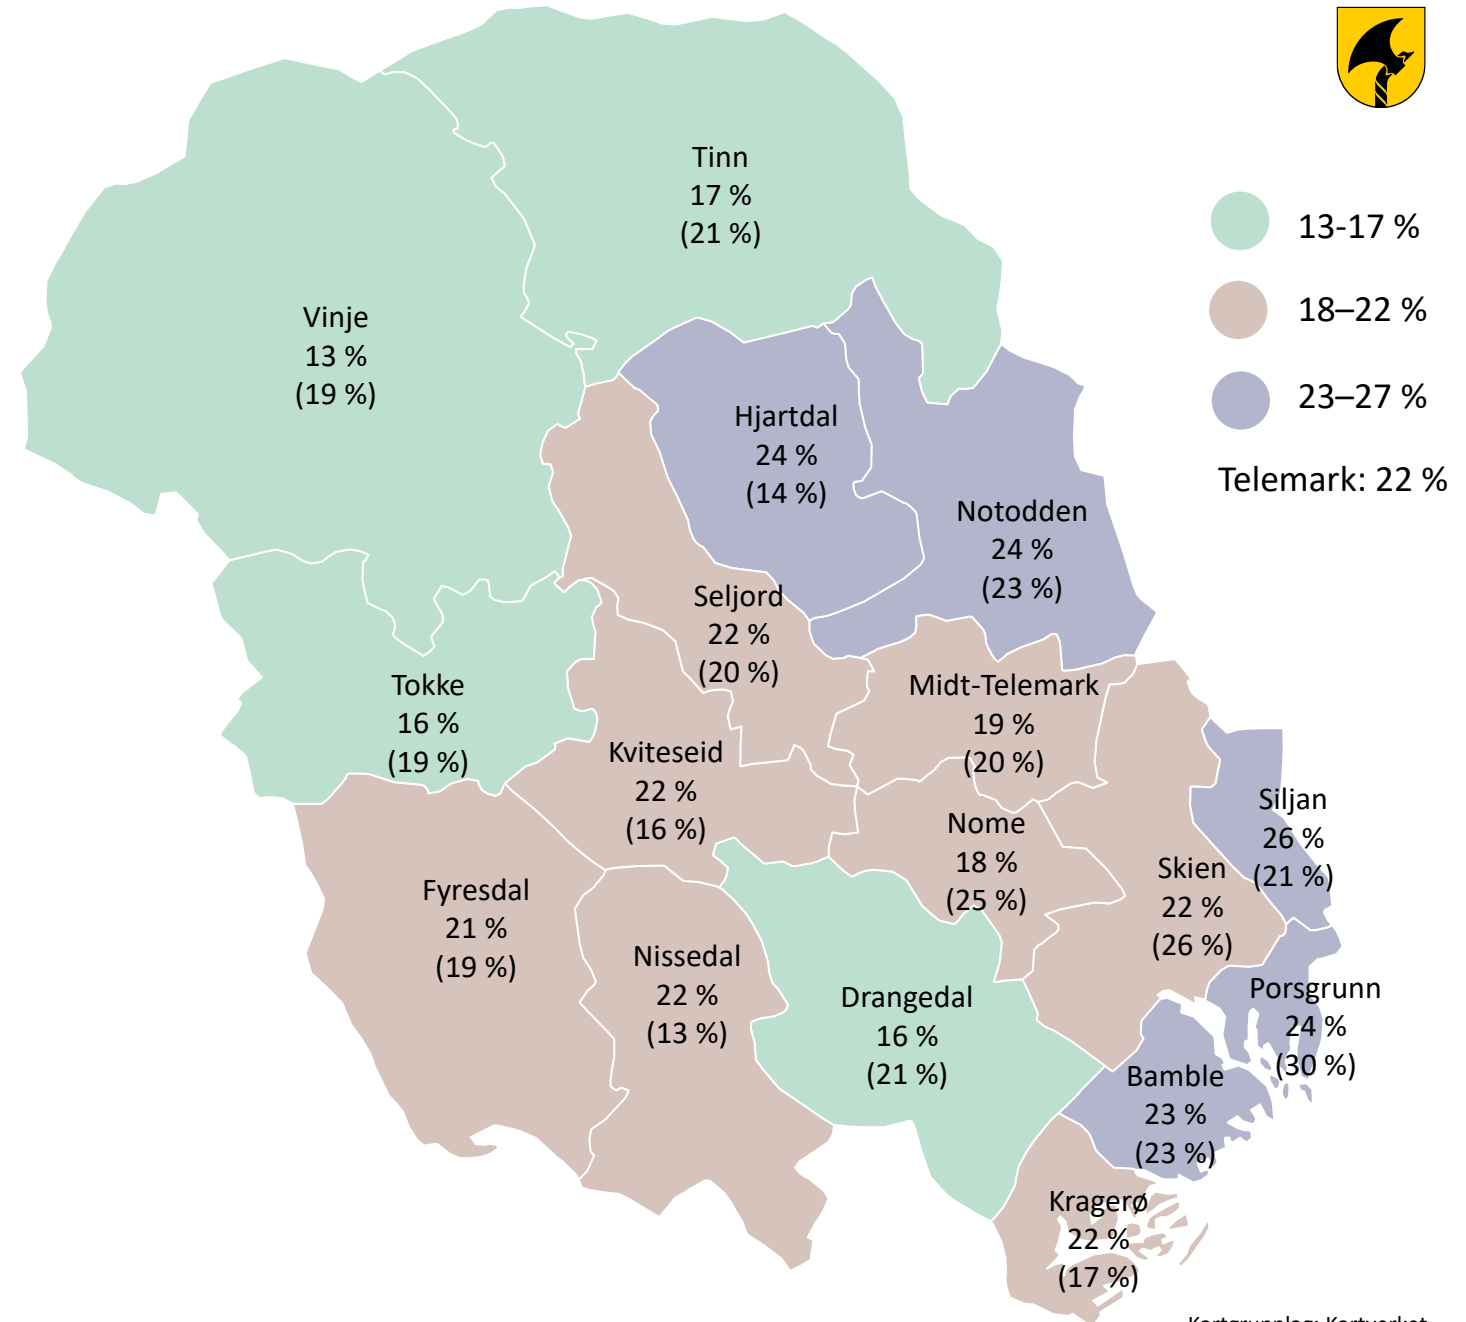 Tinn
17 %
(21 %)
13-17 %
Vinje
13 %
(19 %)
18–22 %
23–27 %
Hjartdal
24 %
(14 %)
Telemark: 22 %
Notodden
24 %
(23 %)
Seljord
22 %
(20 %)
Tokke
16 %
(19 %)
Midt-Telemark
19 %
(20 %)
Kviteseid
22 %
(16 %)
Siljan
26 %
(21 %)
Nome
18 %
(25 %)
Skien
22 %
(26 %)
Fyresdal
21 %
(19 %)
Nissedal
22 %
(13 %)
Drangedal
16 %
(21 %)
Porsgrunn
24 %
(30 %)
Bamble
23 %
(23 %)
Kragerø
22 %
(17 %)
Kartgrunnlag: Kartverket